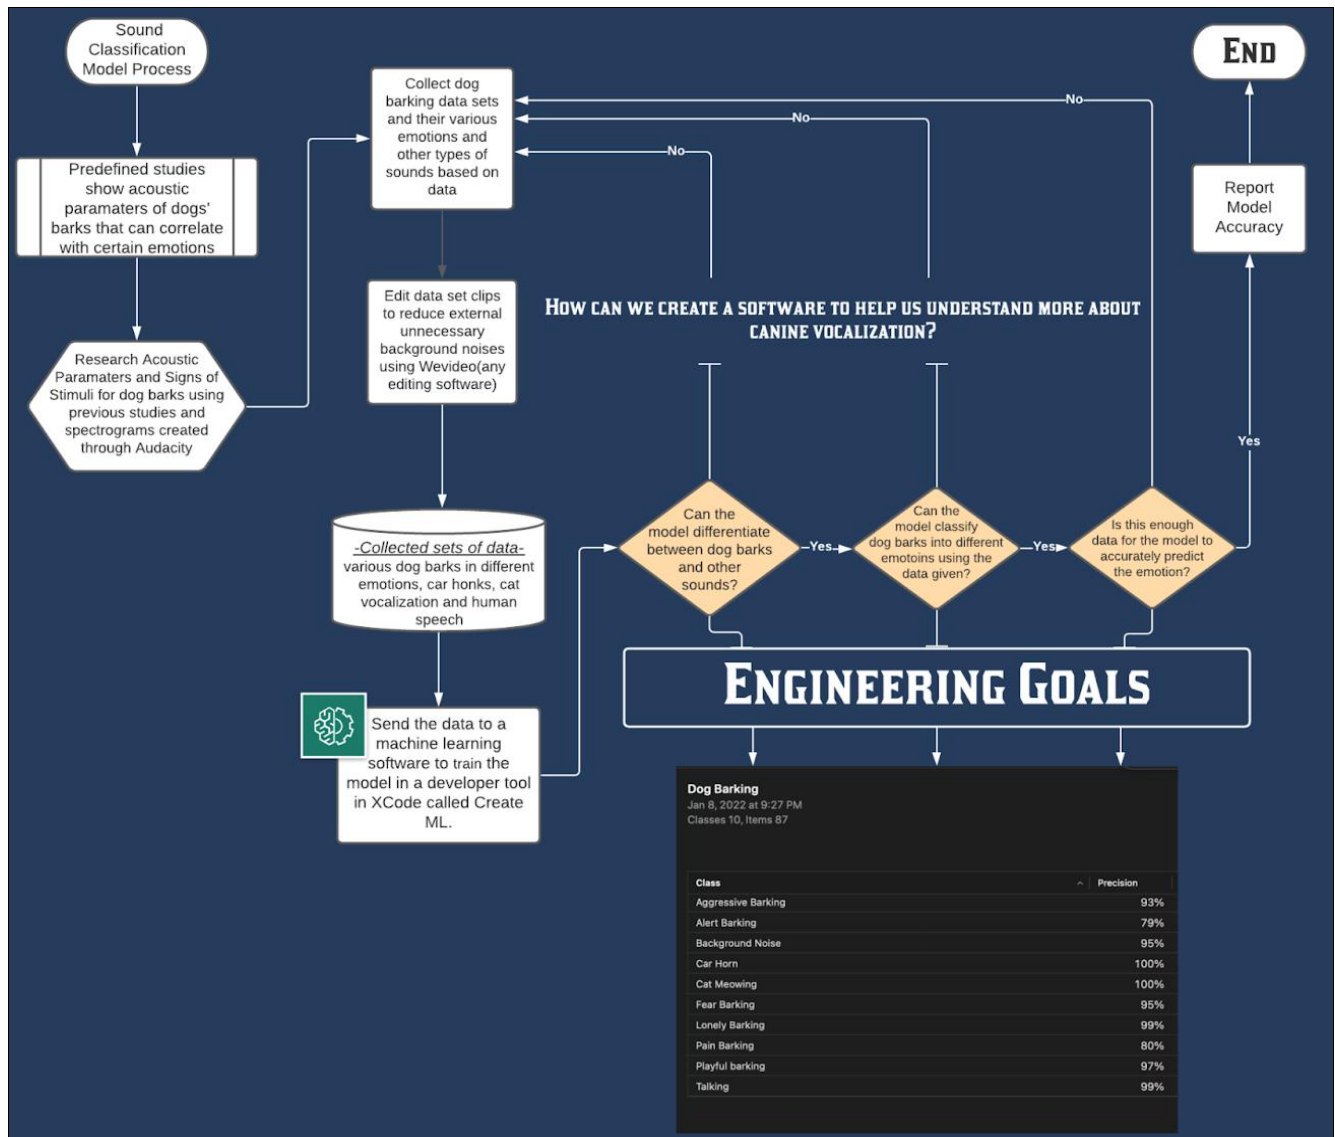 Sound
Classification
Model Process
Predefined studies
show acoustic
paramaters of dogs'
barks that can correlate
with certain emotions
Research Acoustic
Paramaters and Signs of
Stimuli for dog barks using
previous studies and
spectrograms created
through Audacity
Collect dog
barking data sets
and their various
emotions and
other types of
sounds based on
data
Edit data set clips
to reduce external
unnecessary
background noises
using Wevideo(any
editing software)
-Collected sets of data-
various dog barks in different
emotions, car honks, cat
vocalization and human
speech
Send the data to a
machine learning
software to train the
model in a developer tool
in XCode called Create
ML.
No
No
No
HOW CAN WE CREATE A SOFTWARE TO HELP US UNDERSTAND MORE ABOUT
CANINE VOCALIZATION?
Can the
model differentiate
between dog barks
and other
sounds?
Yes
Can the
model classify
dog barks into different
emotoins using the
data given?
Yes
Is this enough
data for the model to
accurately predict
the emotion?
Yes
Report
Model
Accuracy
END
ENGINEERING GOALS
Dog Barking
Jan 8, 2022 at 9:27 PM
Classes 10, Items 87
Class Precision
Aggressive Barking 93%
Alert Barking 79%
Background Noise 95%
Car Horn 100%
Cat Meowing 100%
Fear Barking 95%
Lonely Barking 99%
Pain Barking 80%
Playful barking 97%
Talking 99%